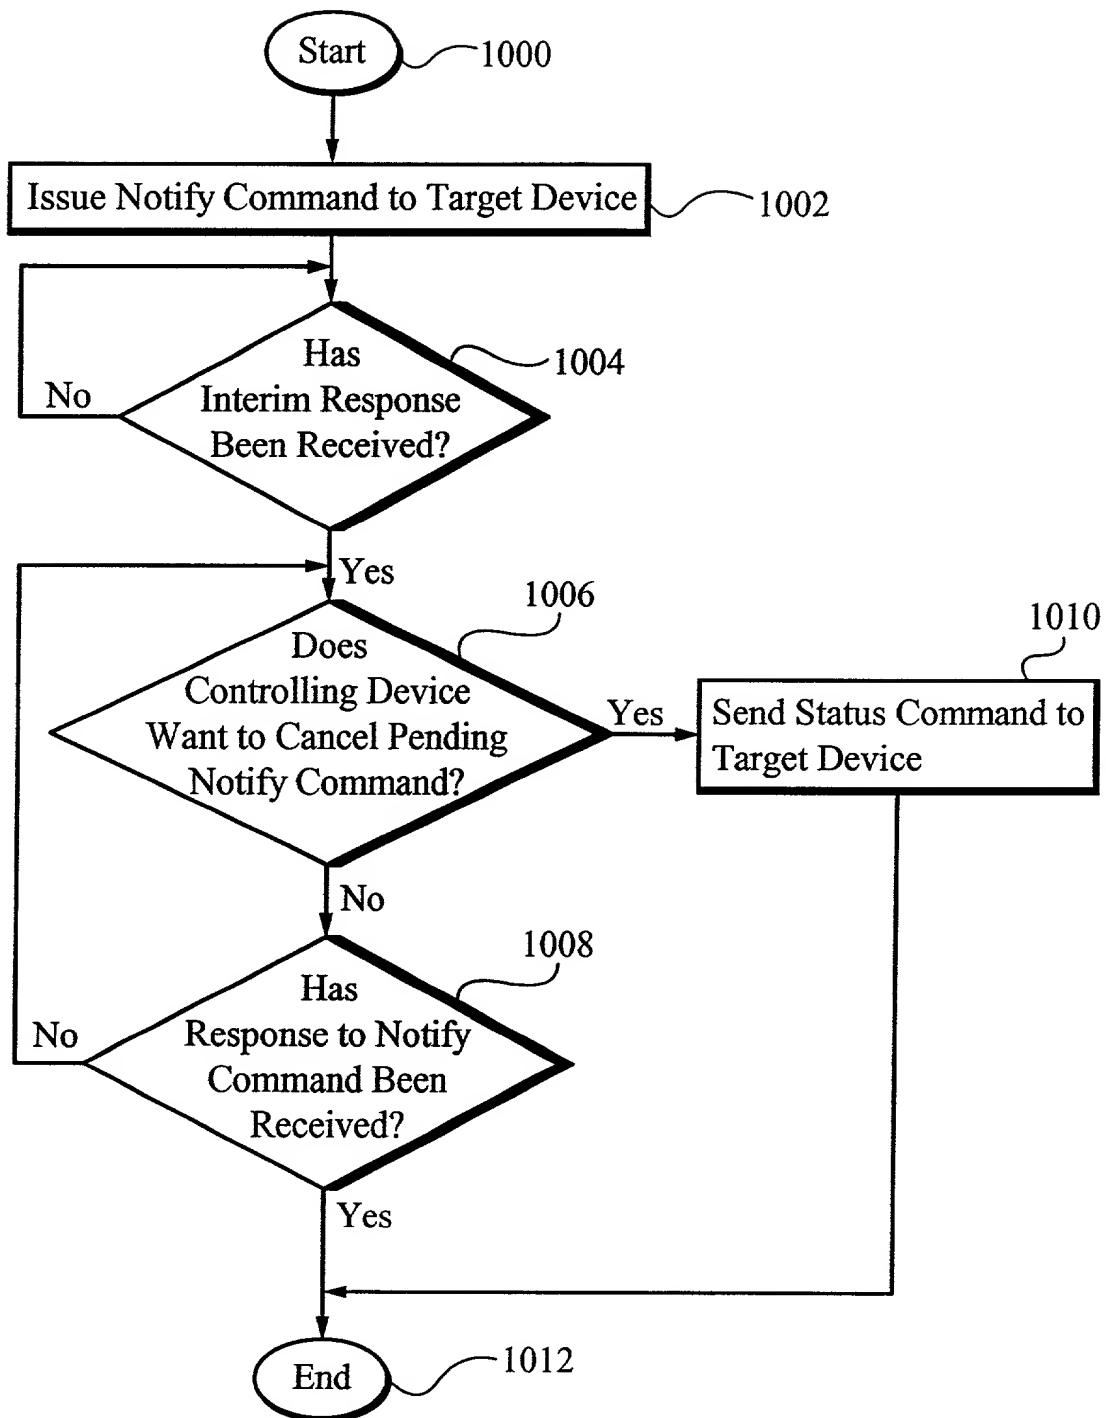 Start
1000
Issue Notify Command to Target Device
1002
Has
Interim Response
Been Received?
1004
No
Yes
Does
Controlling Device
Want to Cancel Pending
Notify Command?
1006
Yes
Send Status Command to
Target Device
1010
No
Has
Response to Notify
Command Been
Received?
1008
No
Yes
End
1012